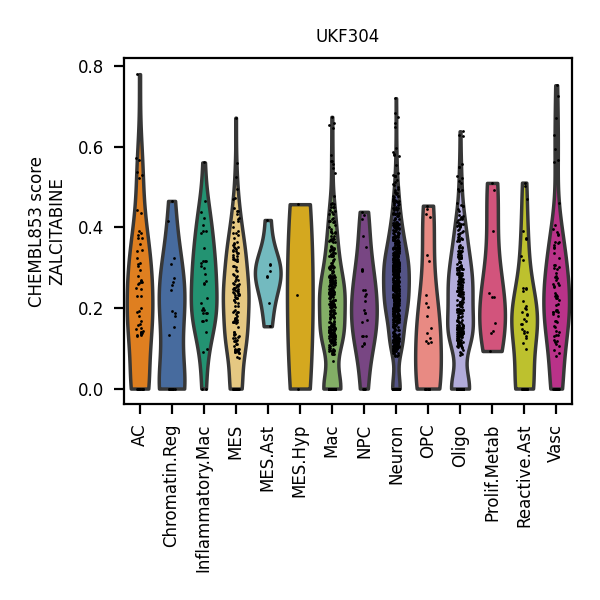 UKF304
CHEMBL853 score
ZALCITABINE
0.8
0.6
0.4
0.2
0.0
AC
Chromatin.Reg
Inflammatory.Mac
MES
MES.Ast
MES.Hyp
Mac
NPC
Neuron
OPC
Oligo
Prolif.Metab
Reactive.Ast
Vasc